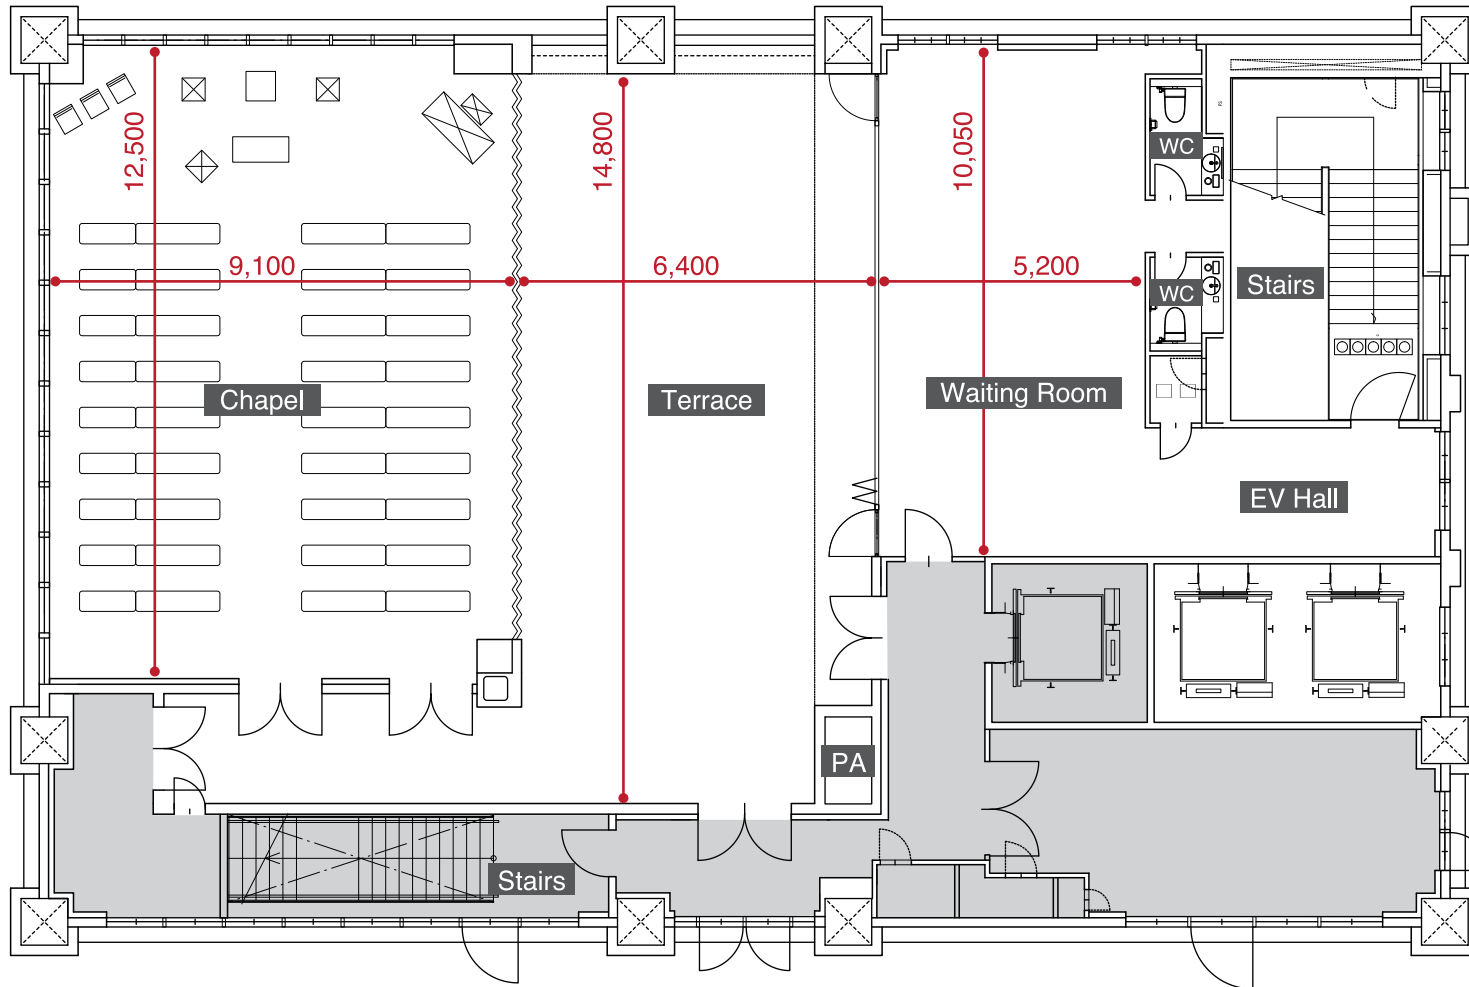 12,500
14,800
10,050
WC
9,100
6,400
5,200
WC
Stairs
Chapel
Terrace
Waiting Room
EV Hall
PA
Stairs